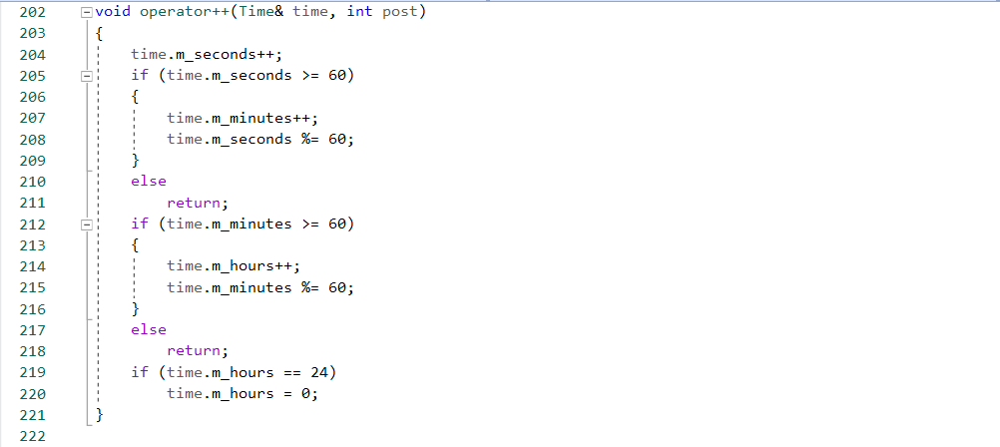 202 void operator++(Time& time, int post)
203 {
204     time.m_seconds++;
205     if (time.m_seconds >= 60)
206     {
207         time.m_minutes++;
208         time.m_seconds %= 60;
209     }
210     else
211         return;
212     if (time.m_minutes >= 60)
213     {
214         time.m_hours++;
215         time.m_minutes %= 60;
216     }
217     else
218         return;
219     if (time.m_hours == 24)
220         time.m_hours = 0;
221 }
222